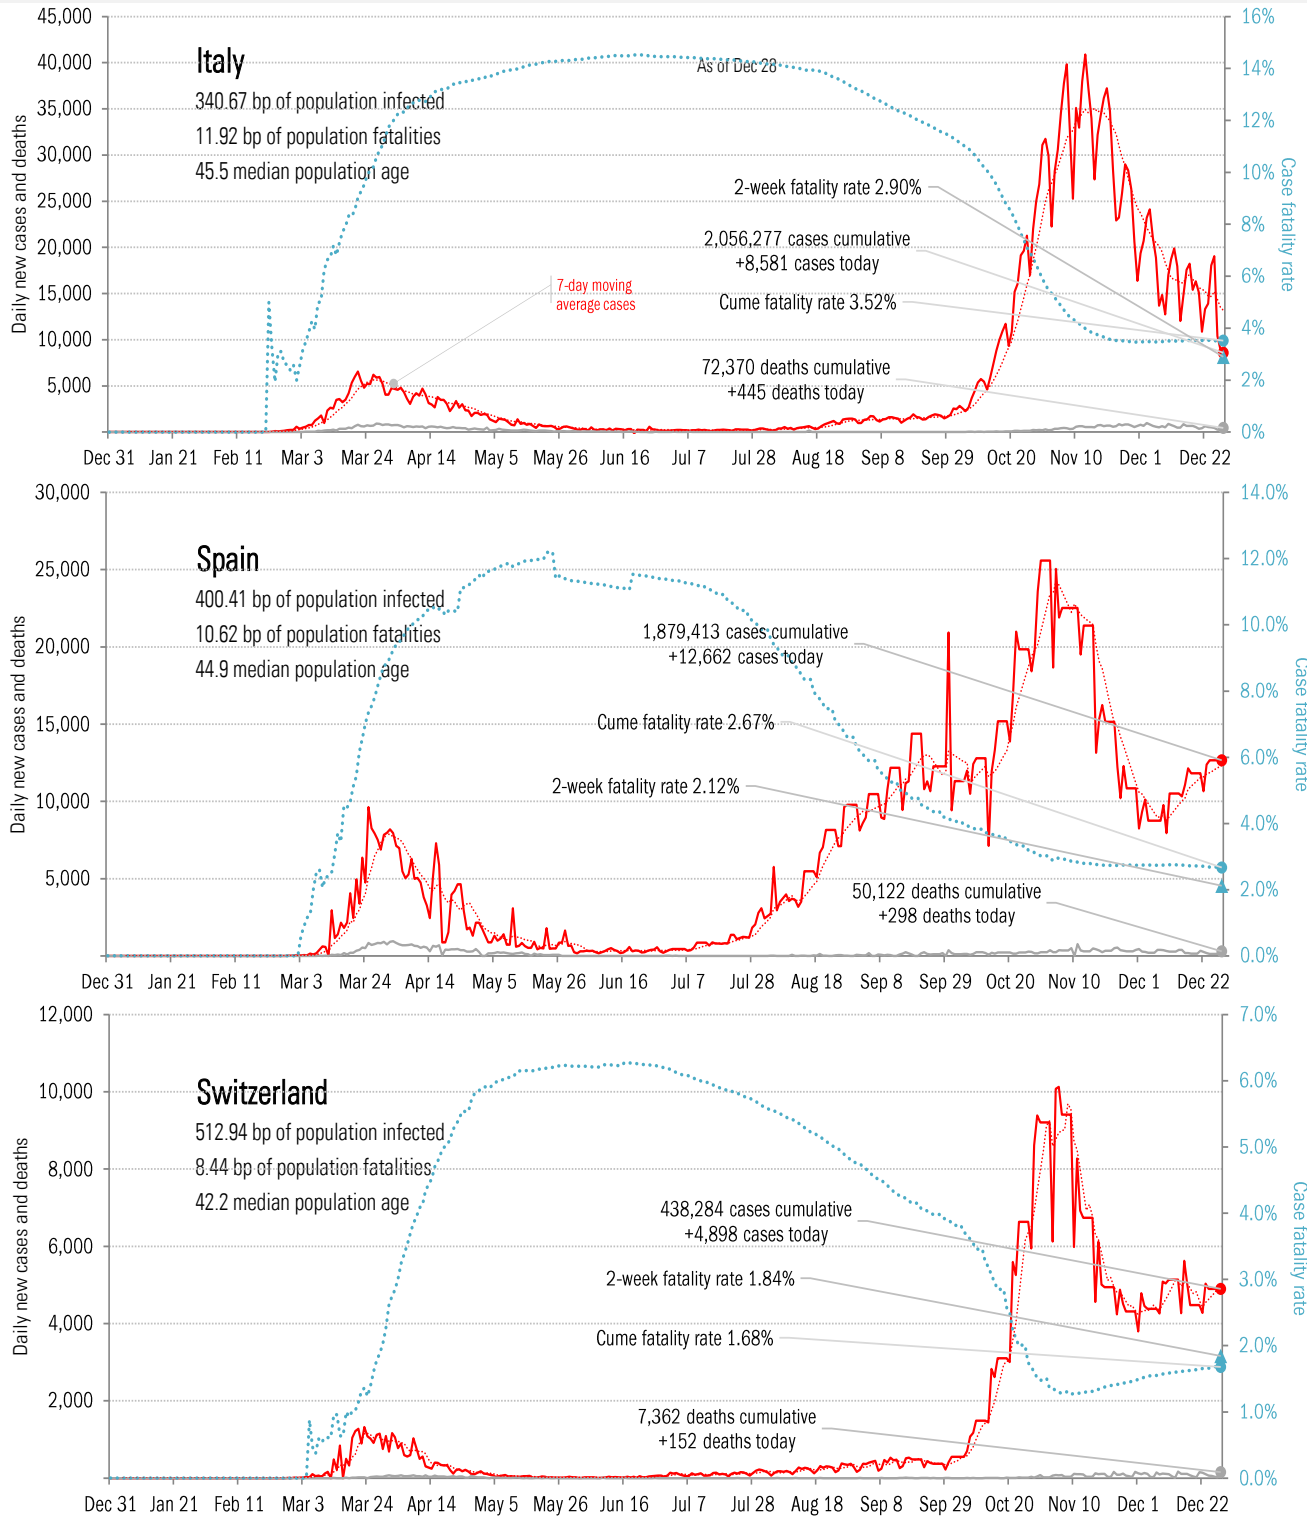 45,000
40,000
35,000
30,000
25,000
20,000
15,000
10,000
5,000
Daily new cases and deaths
16%
14%
12%
10%
8%
6%
4%
2%
0%
Case fatality rate
Italy
340.67 bp of population infected
11.92 bp of population fatalities
45.5 median population age
As of Dec 28
2-week fatality rate 2.90%
2,056,277 cases cumulative
+8,581 cases today
Cume fatality rate 3.52%
7-day moving
average cases
72,370 deaths cumulative
+445 deaths today
Dec 31 Jan 21 Feb 11 Mar 3 Mar 24 Apr 14 May 5 May 26 Jun 16 Jul 7 Jul 28 Aug 18 Sep 8 Sep 29 Oct 20 Nov 10 Dec 1 Dec 22
30,000
25,000
20,000
15,000
10,000
5,000
Daily new cases and deaths
14.0%
12.0%
10.0%
8.0%
6.0%
4.0%
2.0%
0.0%
Case fatality rate
Spain
400.41 bp of population infected
10.62 bp of population fatalities
44.9 median population age
1,879,413 cases cumulative
+12,662 cases today
Cume fatality rate 2.67%
2-week fatality rate 2.12%
50,122 deaths cumulative
+298 deaths today
Dec 31 Jan 21 Feb 11 Mar 3 Mar 24 Apr 14 May 5 May 26 Jun 16 Jul 7 Jul 28 Aug 18 Sep 8 Sep 29 Oct 20 Nov 10 Dec 1 Dec 22
12,000
10,000
8,000
6,000
4,000
2,000
Daily new cases and deaths
7.0%
6.0%
5.0%
4.0%
3.0%
2.0%
1.0%
0.0%
Case fatality rate
Switzerland
512.94 bp of population infected
8.44 bp of population fatalities
42.2 median population age
438,284 cases cumulative
+4,898 cases today
2-week fatality rate 1.84%
Cume fatality rate 1.68%
7,362 deaths cumulative
+152 deaths today
Dec 31 Jan 21 Feb 11 Mar 3 Mar 24 Apr 14 May 5 May 26 Jun 16 Jul 7 Jul 28 Aug 18 Sep 8 Sep 29 Oct 20 Nov 10 Dec 1 Dec 22